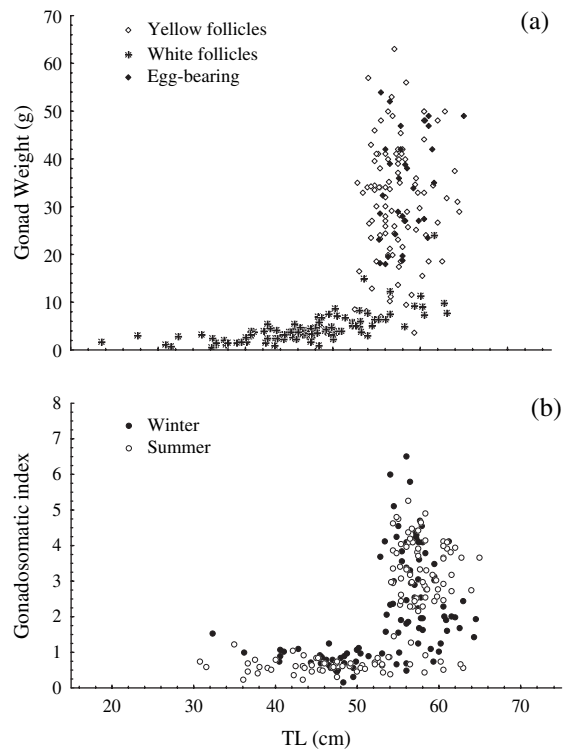 (a)
70
60
50
40
30
20
10
0
Gonad Weight (g)
Yellow follicles
White follicles
Egg-bearing
(b)
8
7
6
5
4
3
2
1
0
Gonadosomatic index
Winter
Summer
20 30 40 50 60 70
TL (cm)